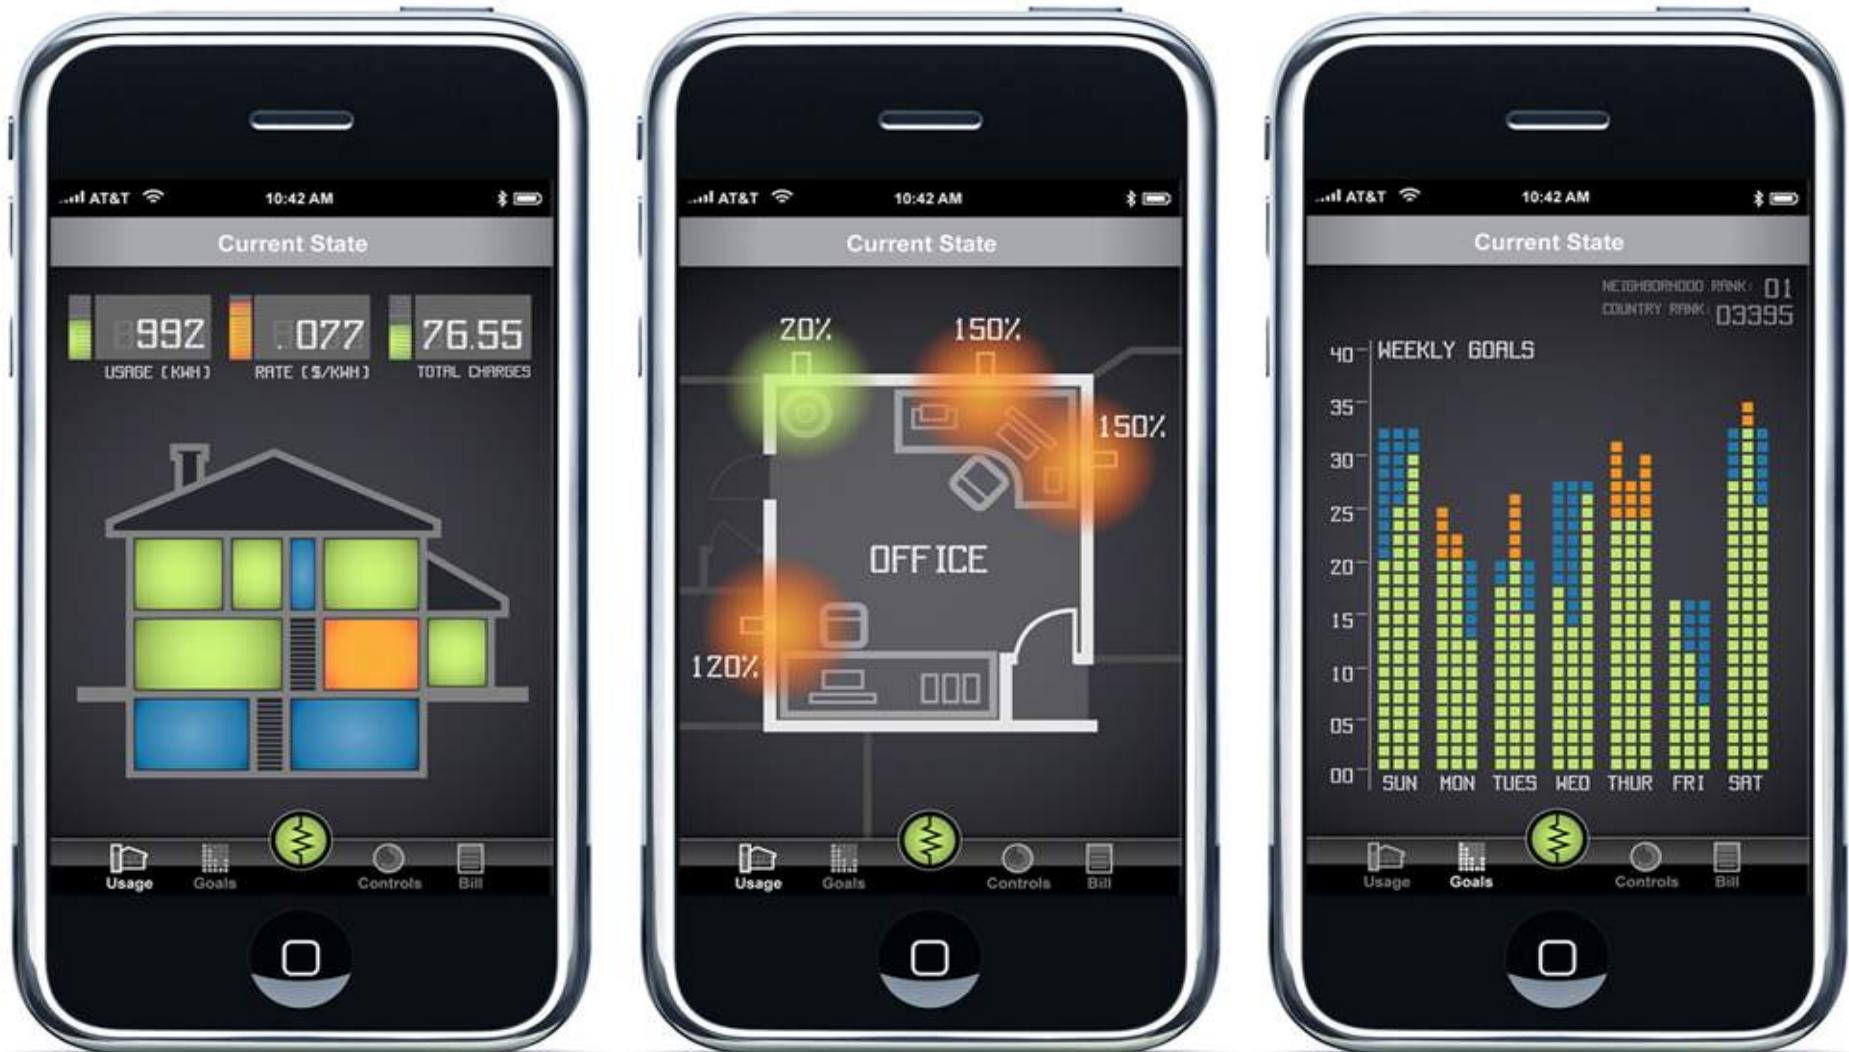 AT&T 10:42 AM
Current State
992 .077 76.55
USAGE [KWH] RATE [$/KWH] TOTAL CHARGES
Usage Goals Controls Bill
AT&T 10:42 AM
Current State
20% 150%
150%
OFFICE
120%
Usage Goals Controls Bill
AT&T 10:42 AM
Current State
NEIGHBORHOOD RANK: 01
COUNTRY RANK: 03395
40 WEEKLY GOALS
35
30
25
20
15
10
05
00
SUN MON TUES WED THUR FRI SAT
Usage Goals Controls Bill